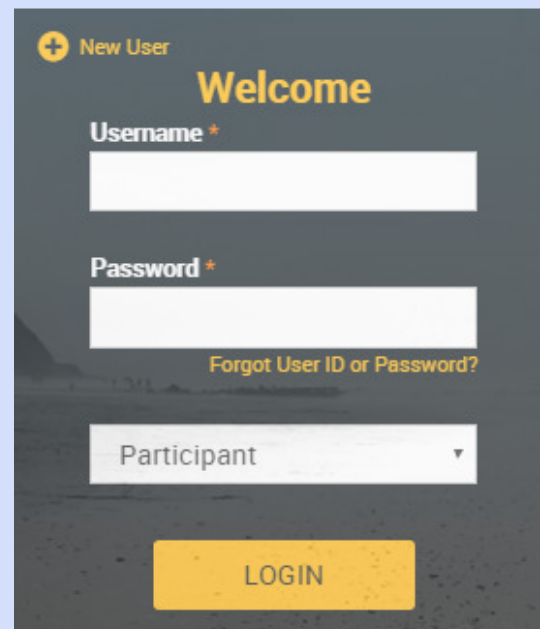 New User
Welcome
Username *
Password *
Forgot User ID or Password?
Participant
LOGIN